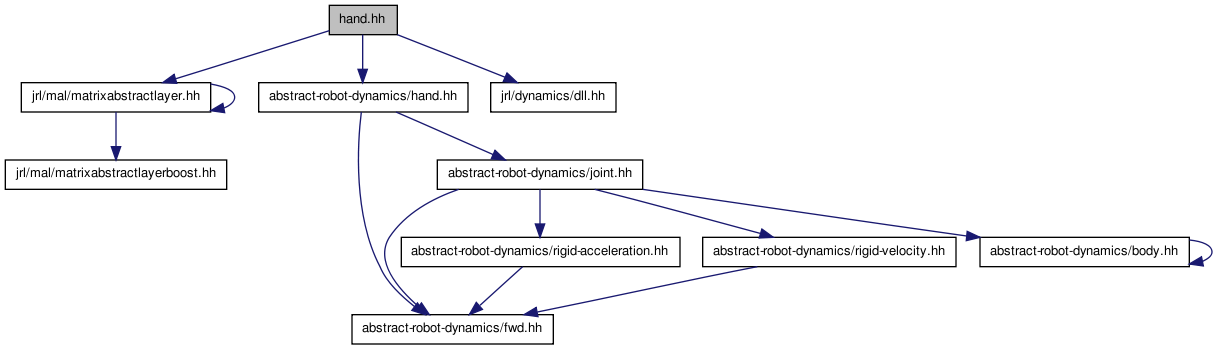 hand.hh
jrl/mal/matrixabstractlayer.hh
abstract-robot-dynamics/hand.hh
jrl/dynamics/dll.hh
jrl/mal/matrixabstractlayerboost.hh
abstract-robot-dynamics/joint.hh
abstract-robot-dynamics/rigid-acceleration.hh
abstract-robot-dynamics/rigid-velocity.hh
abstract-robot-dynamics/body.hh
abstract-robot-dynamics/fwd.hh